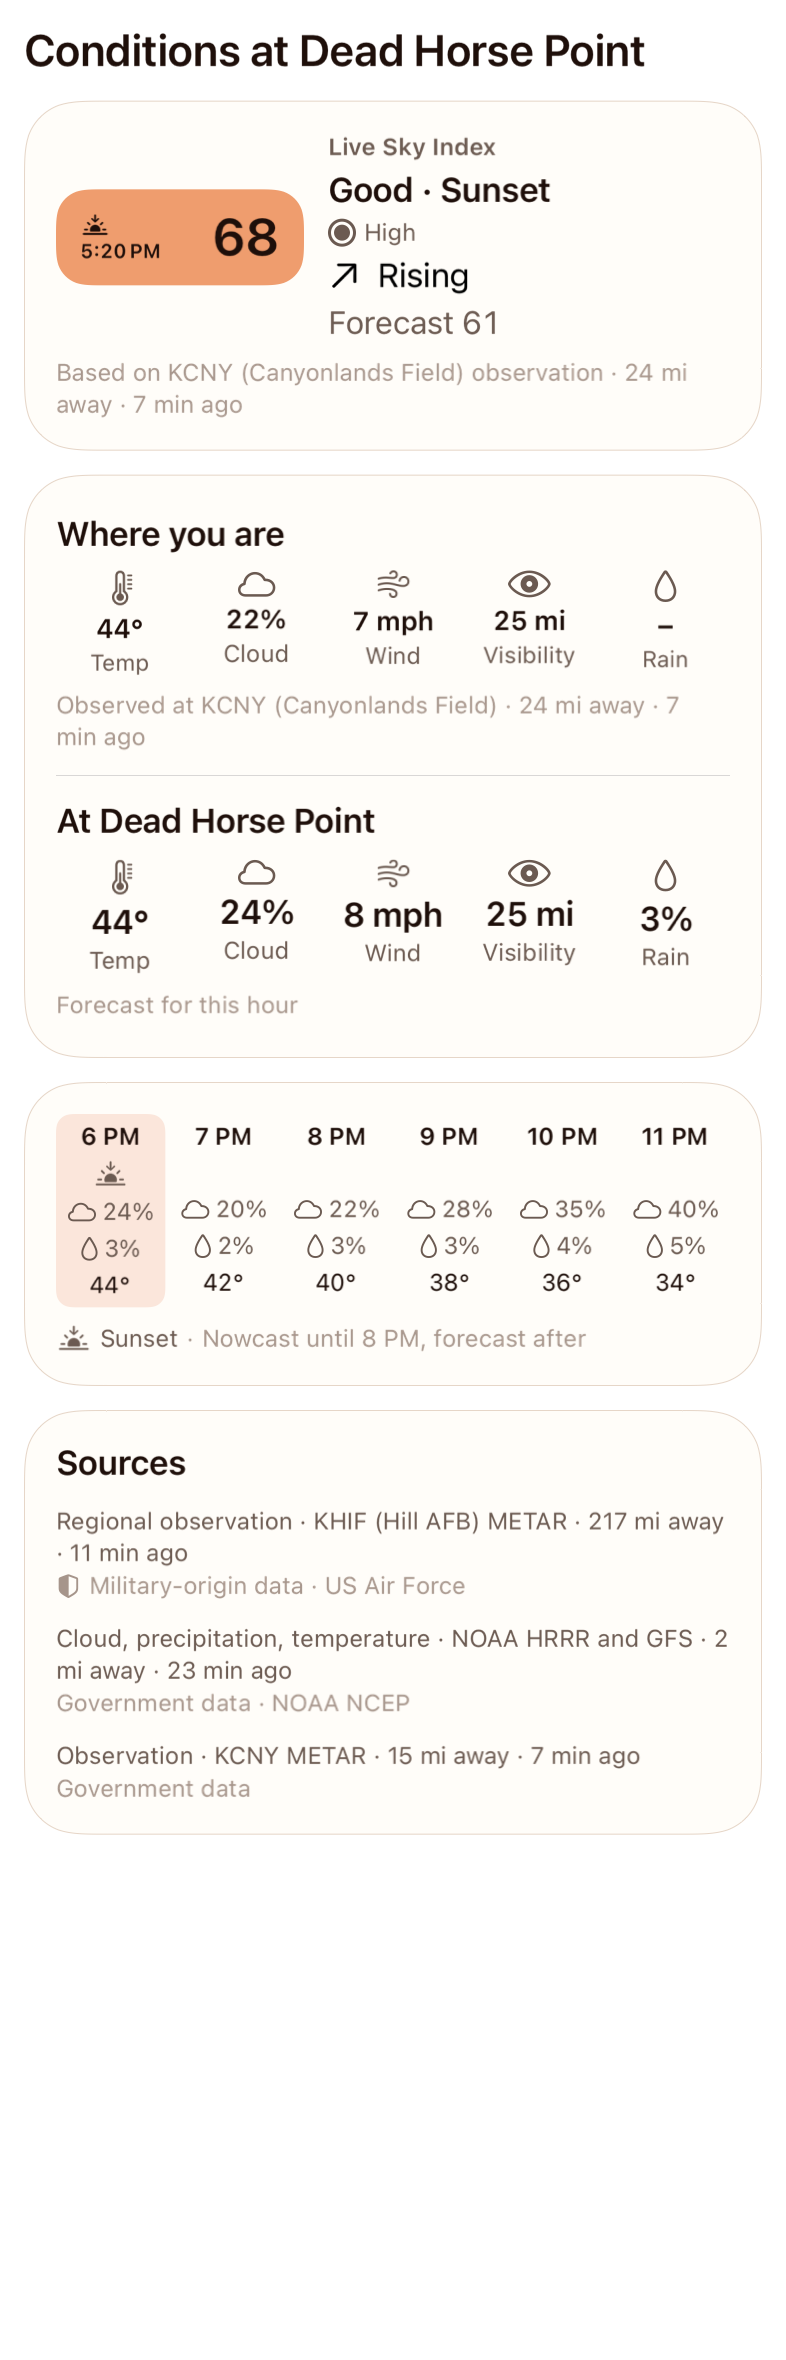 Conditions at Dead Horse Point
Live Sky Index
Good · Sunset
High
Rising
Forecast 61
5:20 PM
68
Based on KCNY (Canyonlands Field) observation · 24 mi
away · 7 min ago
Where you are
44° 22% 7 mph 25 mi –
Temp Cloud Wind Visibility Rain
Observed at KCNY (Canyonlands Field) · 24 mi away · 7
min ago
At Dead Horse Point
44° 24% 8 mph 25 mi 3%
Temp Cloud Wind Visibility Rain
Forecast for this hour
6 PM 7 PM 8 PM 9 PM 10 PM 11 PM
24% 20% 22% 28% 35% 40%
3% 2% 3% 3% 4% 5%
44° 42° 40° 38° 36° 34°
Sunset · Nowcast until 8 PM, forecast after
Sources
Regional observation · KHIF (Hill AFB) METAR · 217 mi away
· 11 min ago
Military-origin data · US Air Force
Cloud, precipitation, temperature · NOAA HRRR and GFS · 2
mi away · 23 min ago
Government data · NOAA NCEP
Observation · KCNY METAR · 15 mi away · 7 min ago
Government data